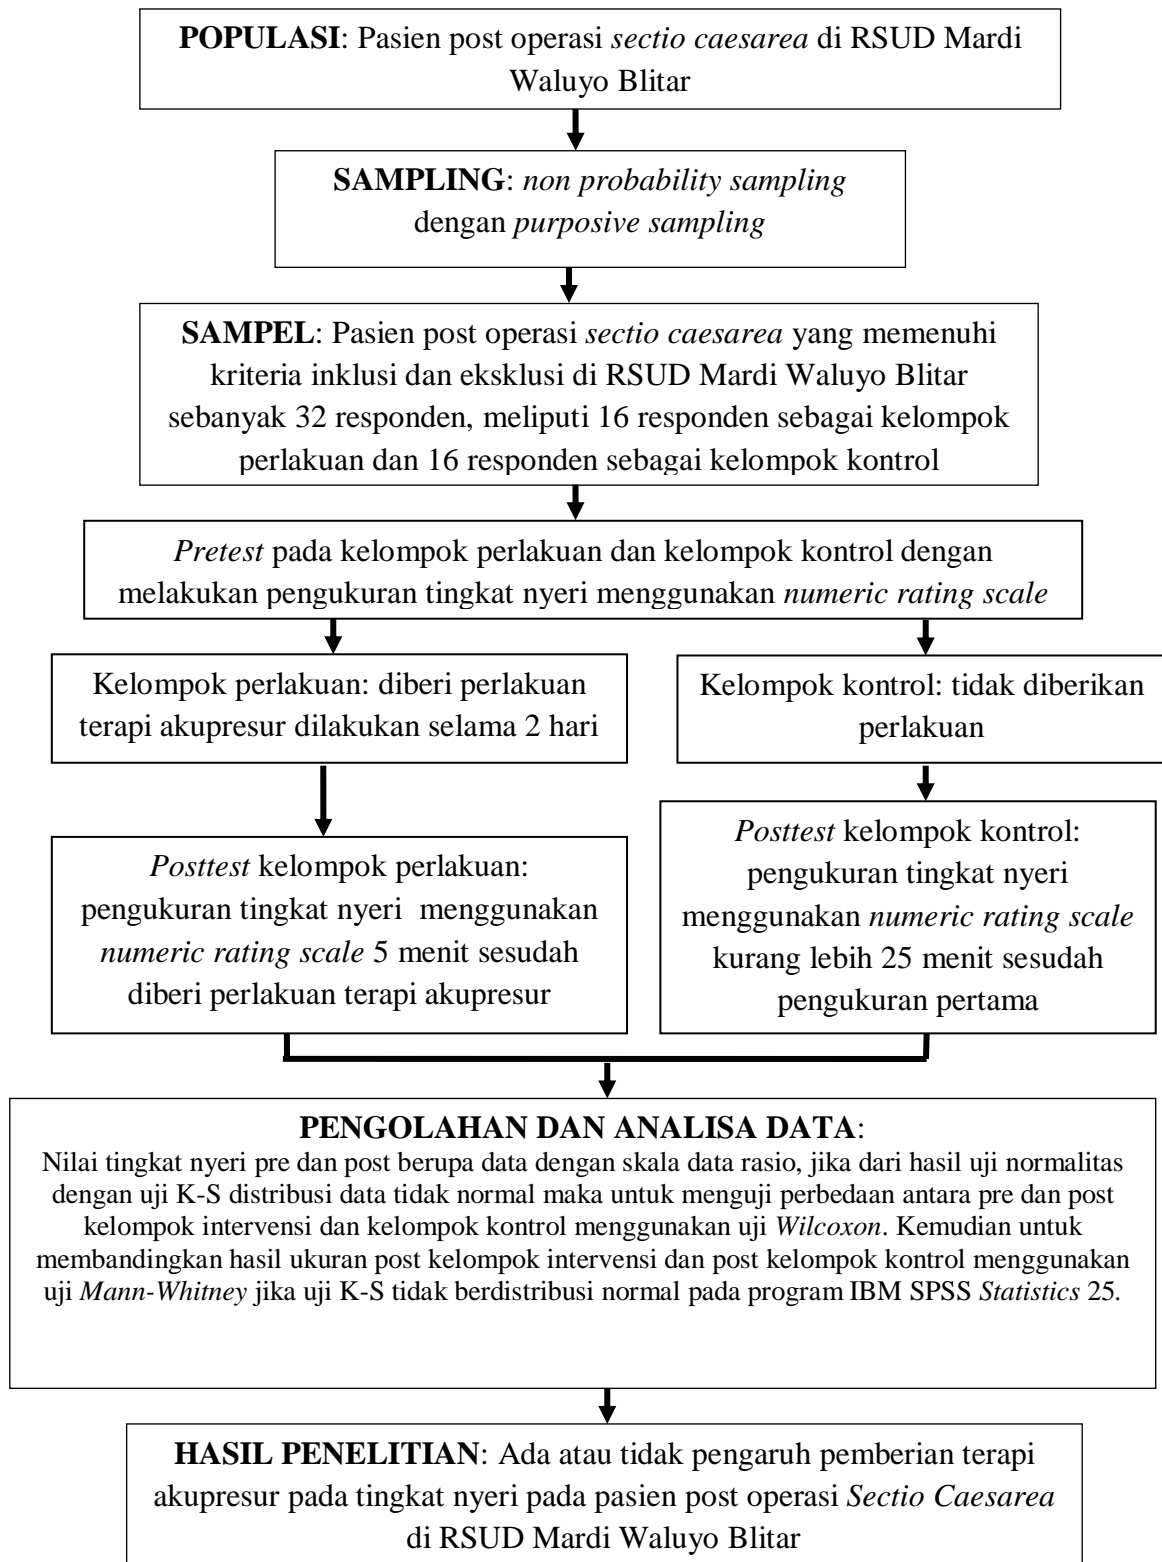 POPULASI: Pasien post operasi sectio caesarea di RSUD Mardi
Waluyo Blitar
SAMPLING: non probability sampling
dengan purposive sampling
SAMPEL: Pasien post operasi sectio caesarea yang memenuhi
kriteria inklusi dan eksklusi di RSUD Mardi Waluyo Blitar
sebanyak 32 responden, meliputi 16 responden sebagai kelompok
perlakuan dan 16 responden sebagai kelompok kontrol
Pretest pada kelompok perlakuan dan kelompok kontrol dengan
melakukan pengukuran tingkat nyeri menggunakan numeric rating scale
Kelompok perlakuan: diberi perlakuan
terapi akupresur dilakukan selama 2 hari
Kelompok kontrol: tidak diberikan
perlakuan
Posttest kelompok perlakuan:
pengukuran tingkat nyeri menggunakan
numeric rating scale 5 menit sesudah
diberi perlakuan terapi akupresur
Posttest kelompok kontrol:
pengukuran tingkat nyeri
menggunakan numeric rating scale
kurang lebih 25 menit sesudah
pengukuran pertama
PENGOLAHAN DAN ANALISA DATA:
Nilai tingkat nyeri pre dan post berupa data dengan skala data rasio, jika dari hasil uji normalitas
dengan uji K-S distribusi data tidak normal maka untuk menguji perbedaan antara pre dan post
kelompok intervensi dan kelompok kontrol menggunakan uji Wilcoxon. Kemudian untuk
membandingkan hasil ukuran post kelompok intervensi dan post kelompok kontrol menggunakan
uji Mann-Whitney jika uji K-S tidak berdistribusi normal pada program IBM SPSS Statistics 25.
HASIL PENELITIAN: Ada atau tidak pengaruh pemberian terapi
akupresur pada tingkat nyeri pada pasien post operasi Sectio Caesarea
di RSUD Mardi Waluyo Blitar